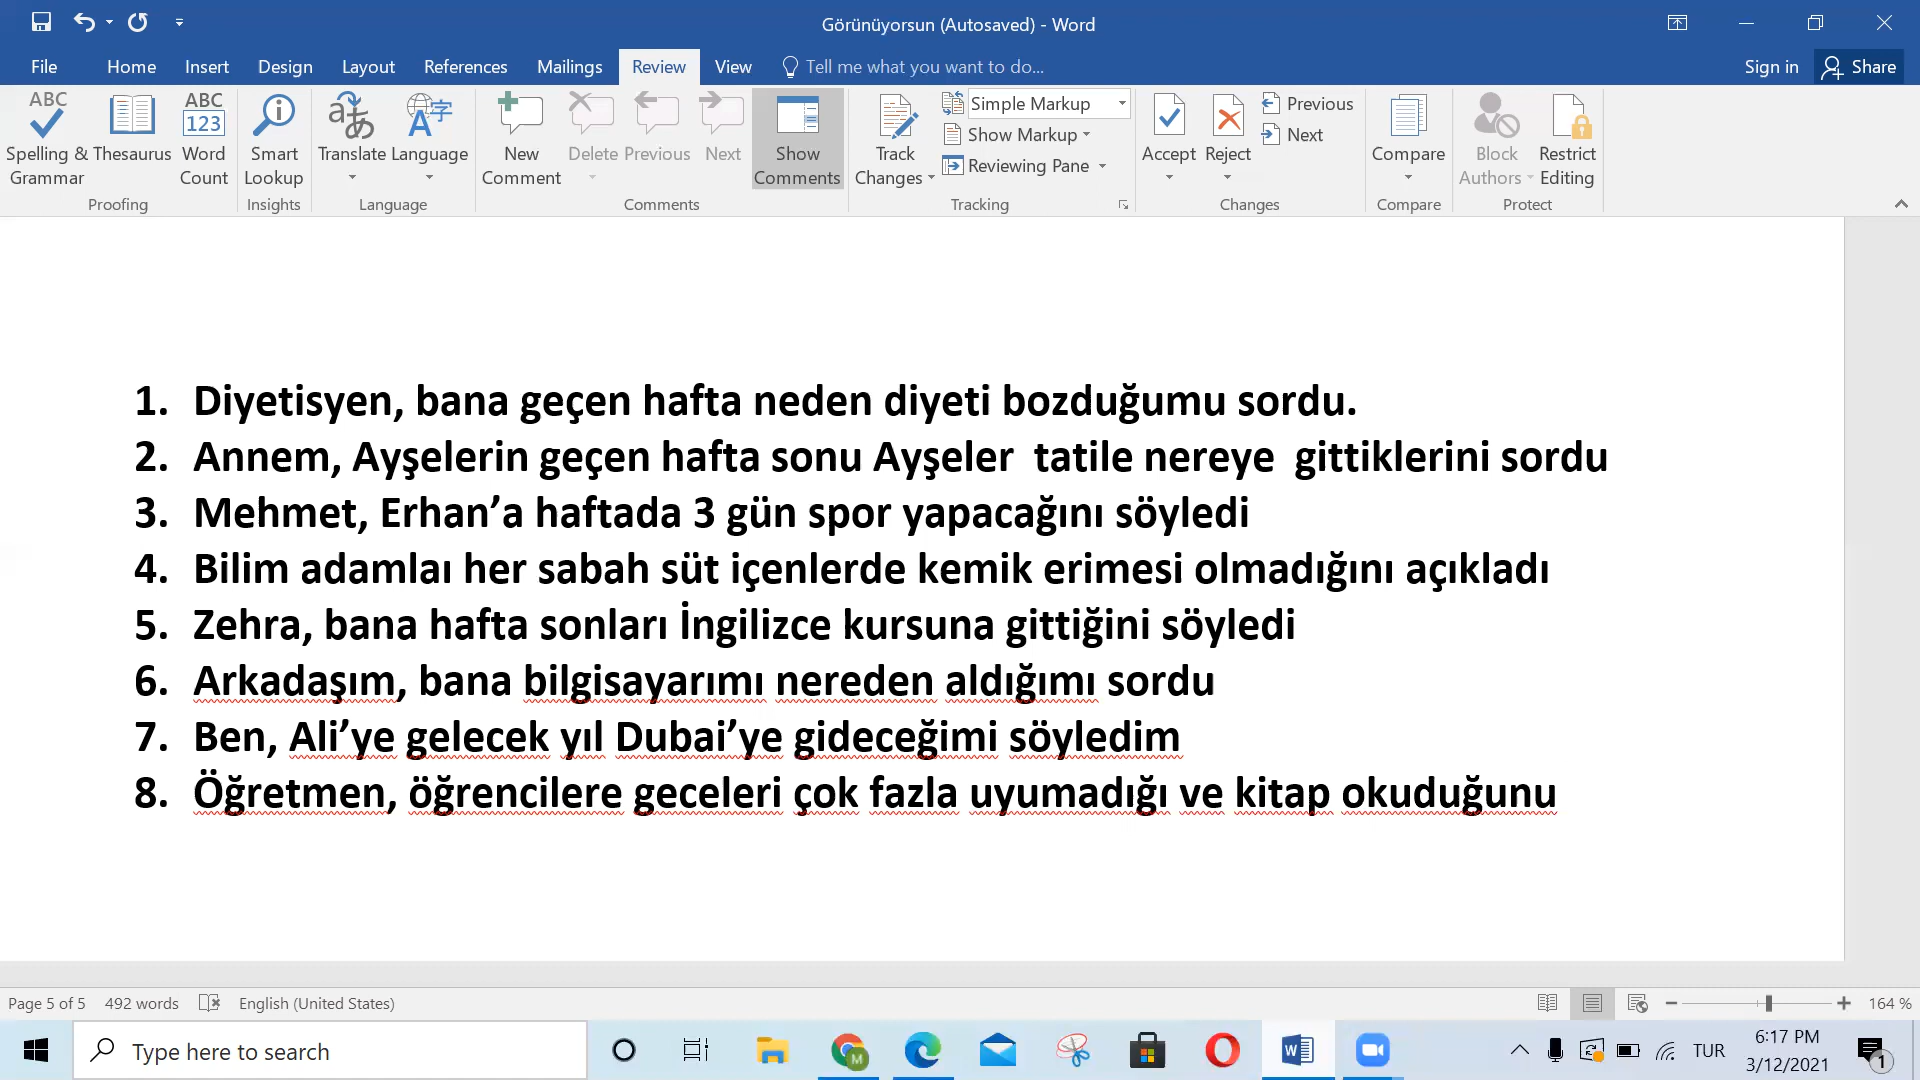 Görünüyorsun (Autosaved) - Word
File Home Insert Design Layout References Mailings Review View Tell me what you want to do... Sign in Share
ABC Spelling & Grammar
Thesaurus
ABC 123 Word Count
Smart Lookup
Translate
Language
New Comment
Delete
Previous
Next
Show Comments
Track Changes
Simple Markup
Show Markup
Reviewing Pane
Accept
Reject
Previous
Next
Compare
Block Authors
Restrict Editing
Proofing Insights Language Comments Tracking Changes Compare Protect
1. Diyetisyen, bana geçen hafta neden diyeti bozduğumu sordu.
2. Annem, Ayşelerin geçen hafta sonu Ayşeler tatile nereye gittiklerini sordu
3. Mehmet, Erhan’a haftada 3 gün spor yapacağını söyledi
4. Bilim adamlaı her sabah süt içenlerde kemik erimesi olmadığını açıkladı
5. Zehra, bana hafta sonları İngilizce kursuna gittiğini söyledi
6. Arkadaşım, bana bilgisayarımı nereden aldığımı sordu
7. Ben, Ali’ye gelecek yıl Dubai’ye gideceğimi söyledim
8. Öğretmen, öğrencilere geceleri çok fazla uyumadığı ve kitap okuduğunu
Page 5 of 5 492 words English (United States) 164 %
Type here to search
M
TUR
6:17 PM
3/12/2021
1